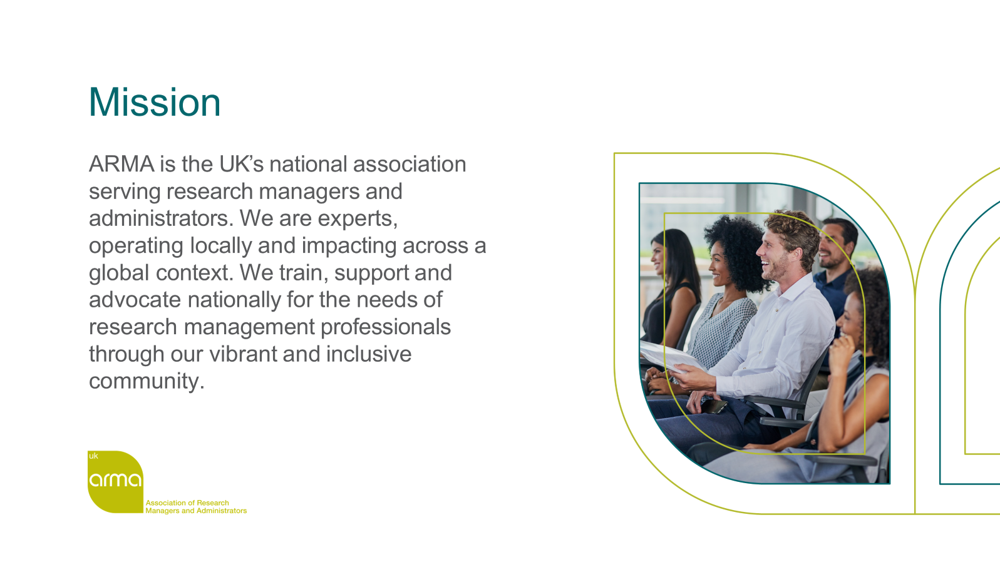 Mission
ARMA is the UK’s national association
serving research managers and
administrators. We are experts,
operating locally and impacting across a
global context. We train, support and
advocate nationally for the needs of
research management professionals
through our vibrant and inclusive
community.
uk
arma
Association of Research
Managers and Administrators